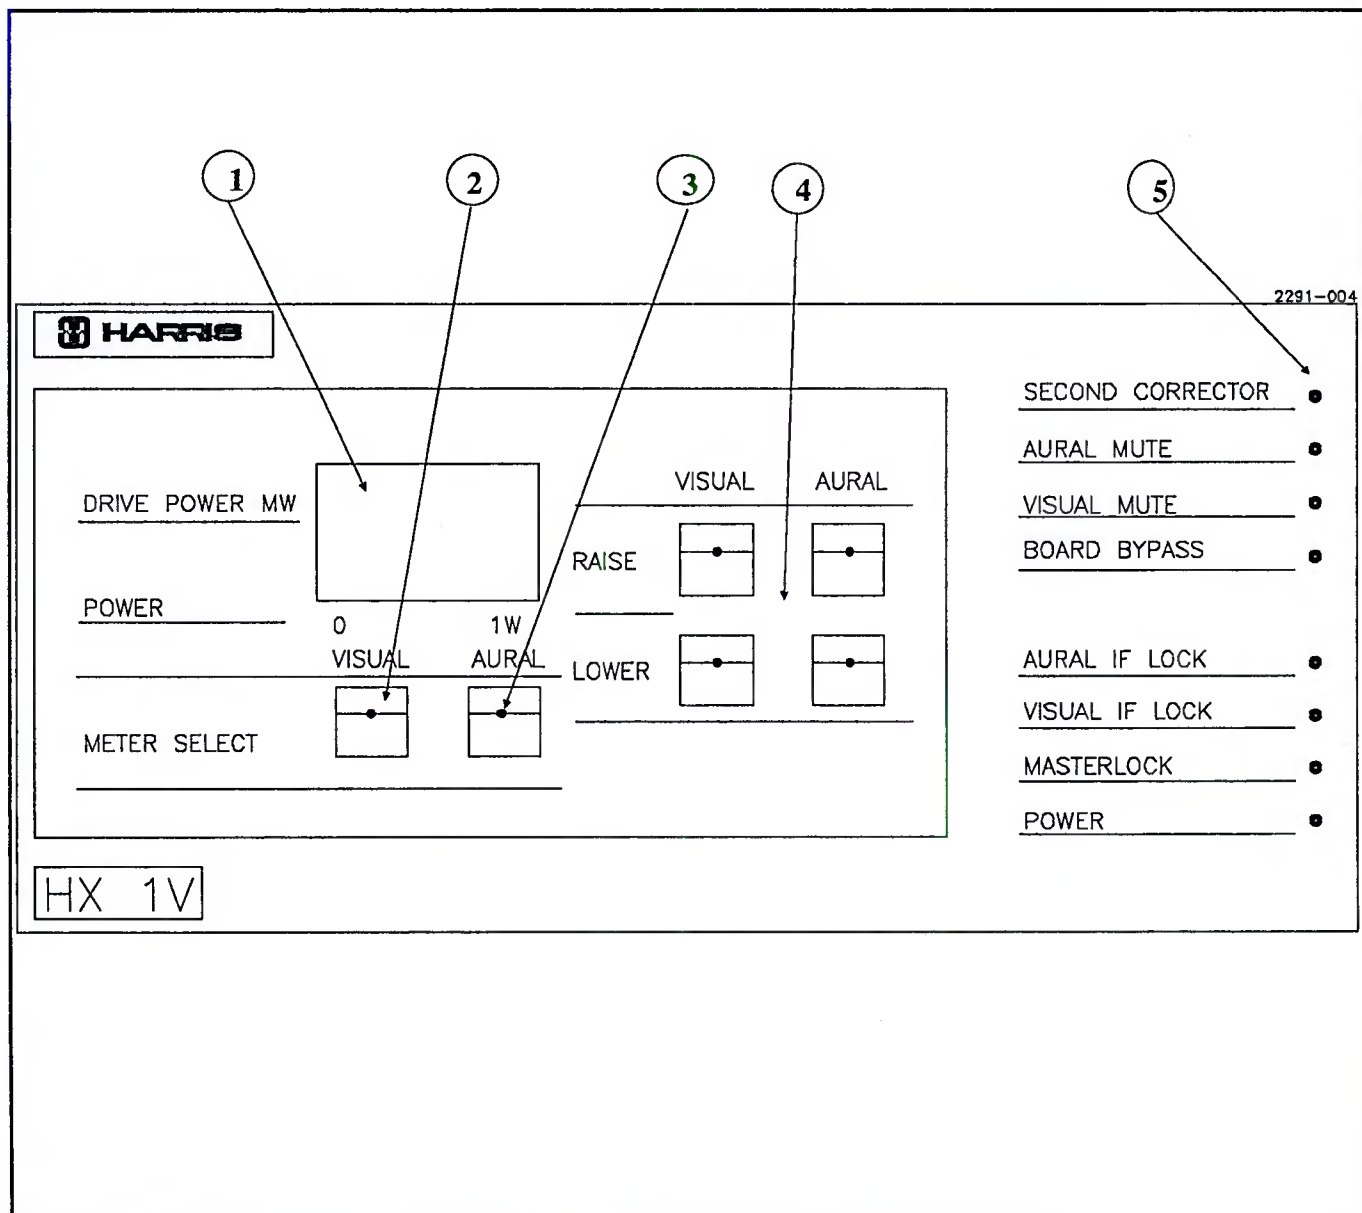 1 2 3 4 5
2291-004
HARRIS
DRIVE POWER MW
POWER
0 1W
VISUAL AURAL
METER SELECT
VISUAL AURAL
RAISE
LOWER
SECOND CORRECTOR
AURAL MUTE
VISUAL MUTE
BOARD BYPASS
AURAL IF LOCK
VISUAL IF LOCK
MASTERLOCK
POWER
HX 1V